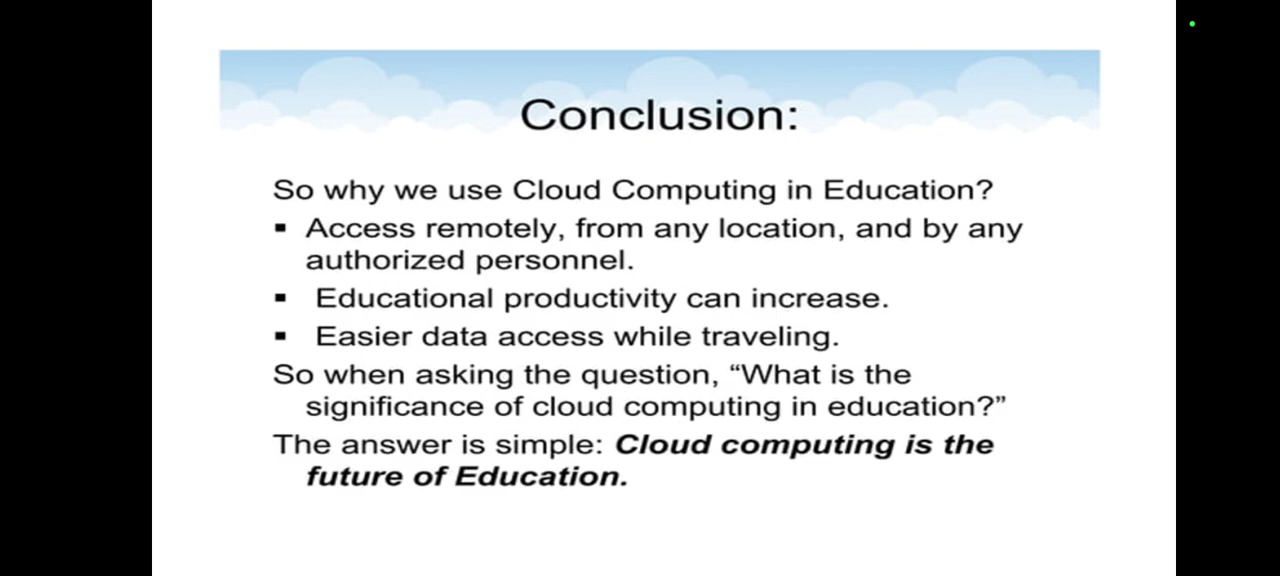 Conclusion:
So why we use Cloud Computing in Education?
▪ Access remotely, from any location, and by any
authorized personnel.
▪ Educational productivity can increase.
▪ Easier data access while traveling.
So when asking the question, “What is the
significance of cloud computing in education?”
The answer is simple: Cloud computing is the
future of Education.